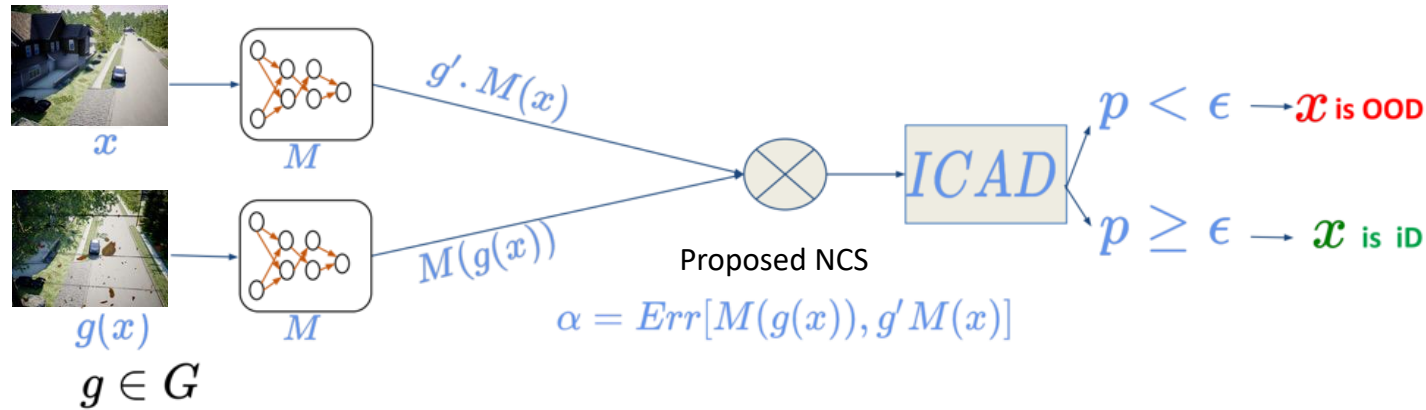 x
M
g′.M(x)
g(x)
M
M(g(x))
g ∈ G
Proposed NCS
α = Err[M(g(x)), g′M(x)]
ICAD
p < ϵ
x is OOD
p ≥ ϵ
x is iD